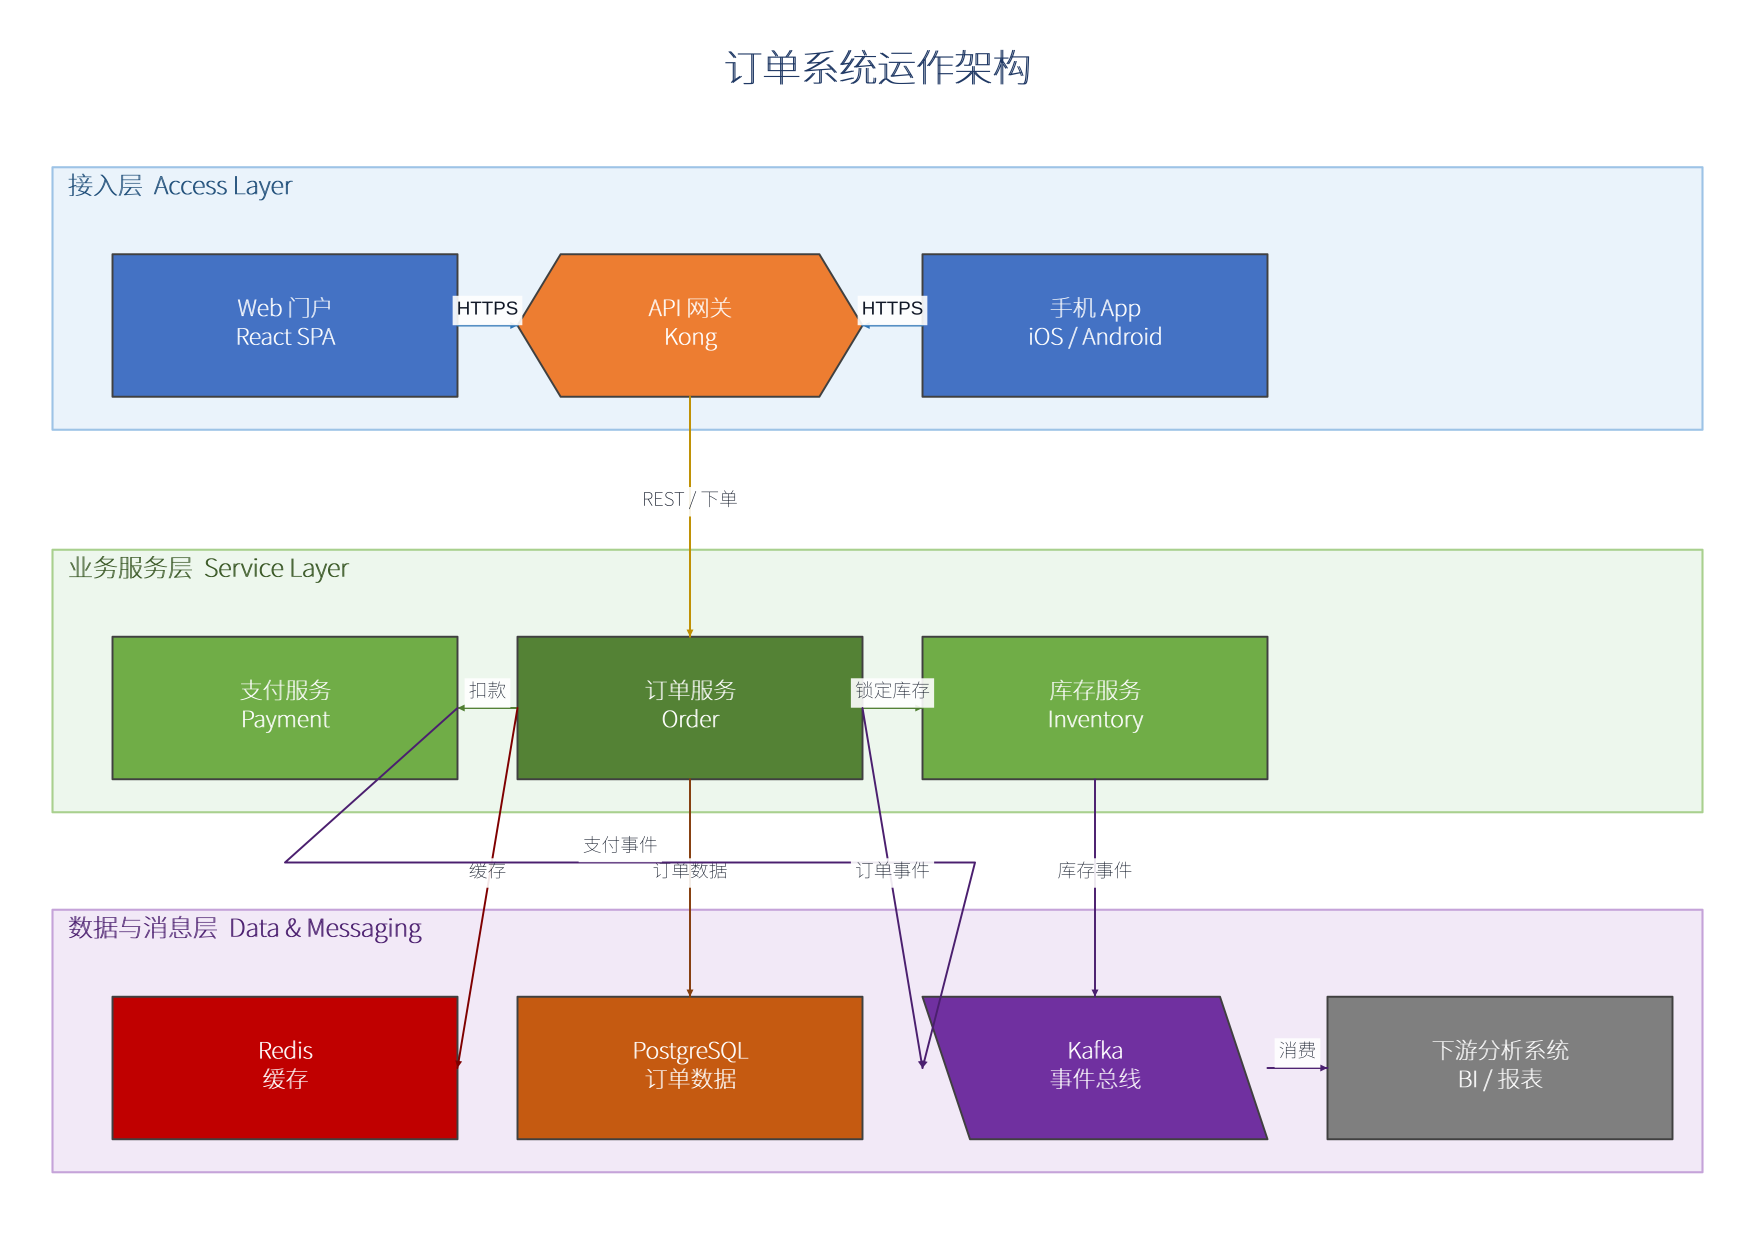 订单系统运作架构
接入层 Access Layer
Web 门户
React SPA
HTTPS
API 网关
Kong
HTTPS
手机 App
iOS / Android
REST / 下单
业务服务层 Service Layer
支付服务
Payment
扣款
订单服务
Order
锁定库存
库存服务
Inventory
支付事件
缓存
订单数据
订单事件
库存事件
数据与消息层 Data & Messaging
Redis
缓存
PostgreSQL
订单数据
Kafka
事件总线
消费
下游分析系统
BI / 报表